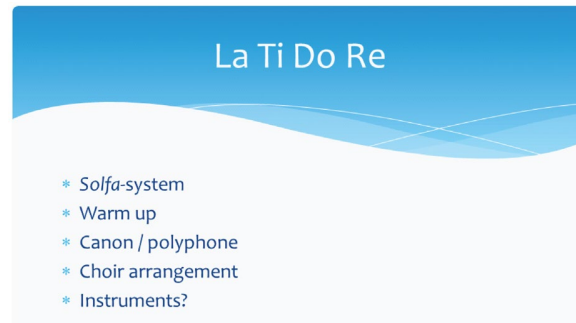 La Ti Do Re
* Solfa-system
* Warm up
* Canon / polyphone
* Choir arrangement
* Instruments?